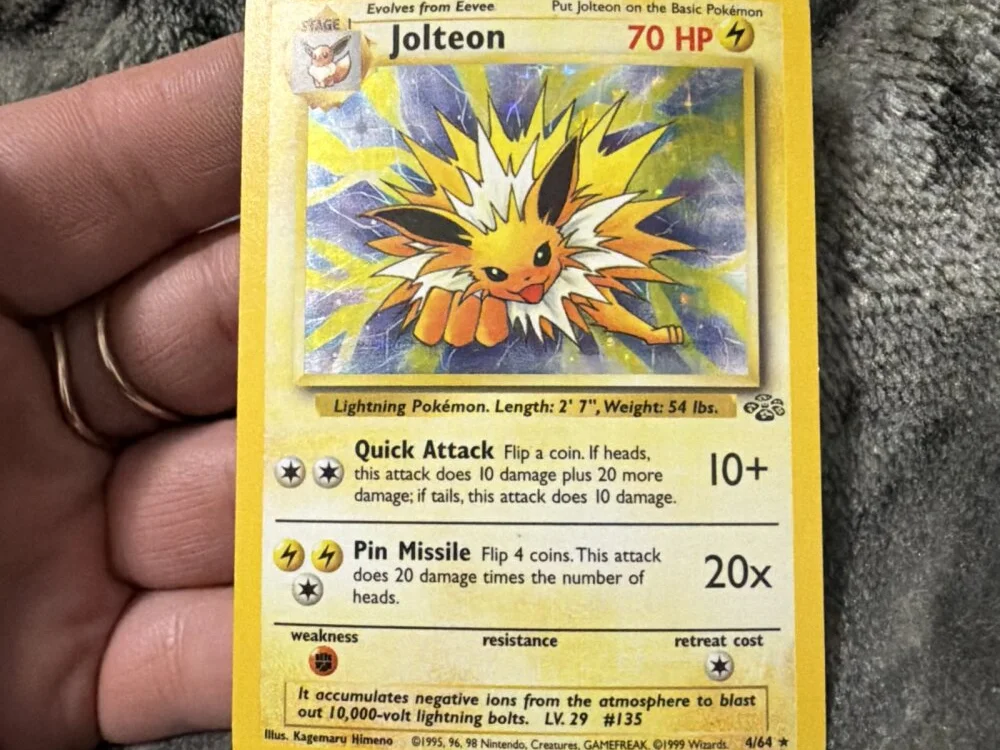 Evolves from Eevee Put Jolteon on the Basic Pokémon
STAGE 1
Jolteon 70 HP
Lightning Pokémon. Length: 2' 7", Weight: 54 lbs.
Quick Attack Flip a coin. If heads,
this attack does 10 damage plus 20 more
damage; if tails, this attack does 10 damage.
10+
Pin Missile Flip 4 coins. This attack
does 20 damage times the number of
heads.
20x
weakness resistance retreat cost
It accumulates negative ions from the atmosphere to blast
out 10,000-volt lightning bolts. LV. 29 #135
Illus. Kagemaru Himeno ©1995, 96, 98 Nintendo, Creatures, GAMEFREAK. ©1999 Wizards. 4/64 ★